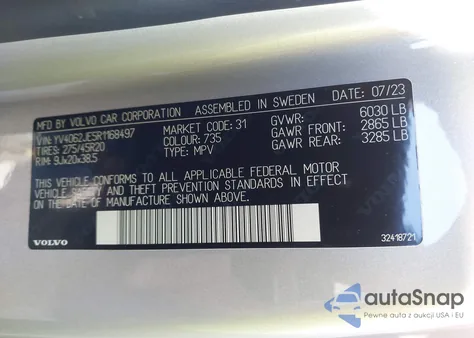 MFD BY VOLVO CAR CORPORATION ASSEMBLED IN SWEDEN DATE 07/23
VIN: YV4062JE5R1168497 MARKET CODE: 31 GVWR: 6030 LB
TIRES: 275/45R20 COLOUR: 735 GAWR FRONT: 2865 LB
RIM: 9Jx20x38.5 TYPE: MPV GAWR REAR: 3285 LB
THIS VEHICLE CONFORMS TO ALL APPLICABLE FEDERAL MOTOR
VEHICLE SAFETY AND THEFT PREVENTION STANDARDS IN EFFECT
ON THE DATE OF MANUFACTURE SHOWN ABOVE.
VOLVO 32418721
autoSnap
Pewne auta z aukcji USA i EU